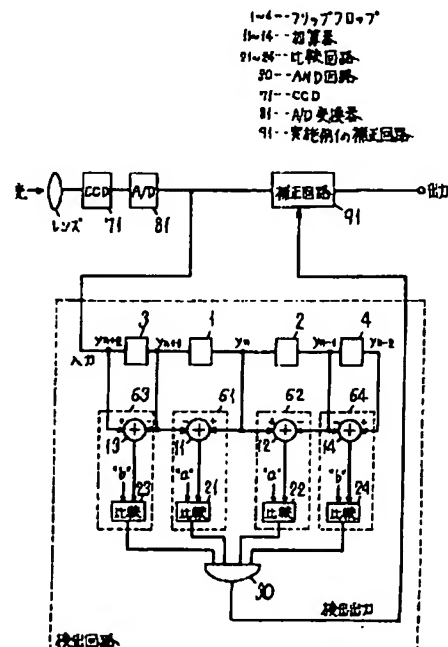 1~4--フリップフロップ
11~14--加算器
21~24--比較回路
30--AND回路
71--CCD
81--A/D変換器
91--実施例1の補正回路
光
レンズ
CCD
71
A/D
81
補正回路
91
出力
yn+2
3
yn+1
1
yn
2
yn-1
4
yn-2
入力
63
61
62
64
13
11
12
14
"b"
23
"a"
21
"a"
22
"b"
24
比較
比較
比較
比較
30
検出出力
検出回路